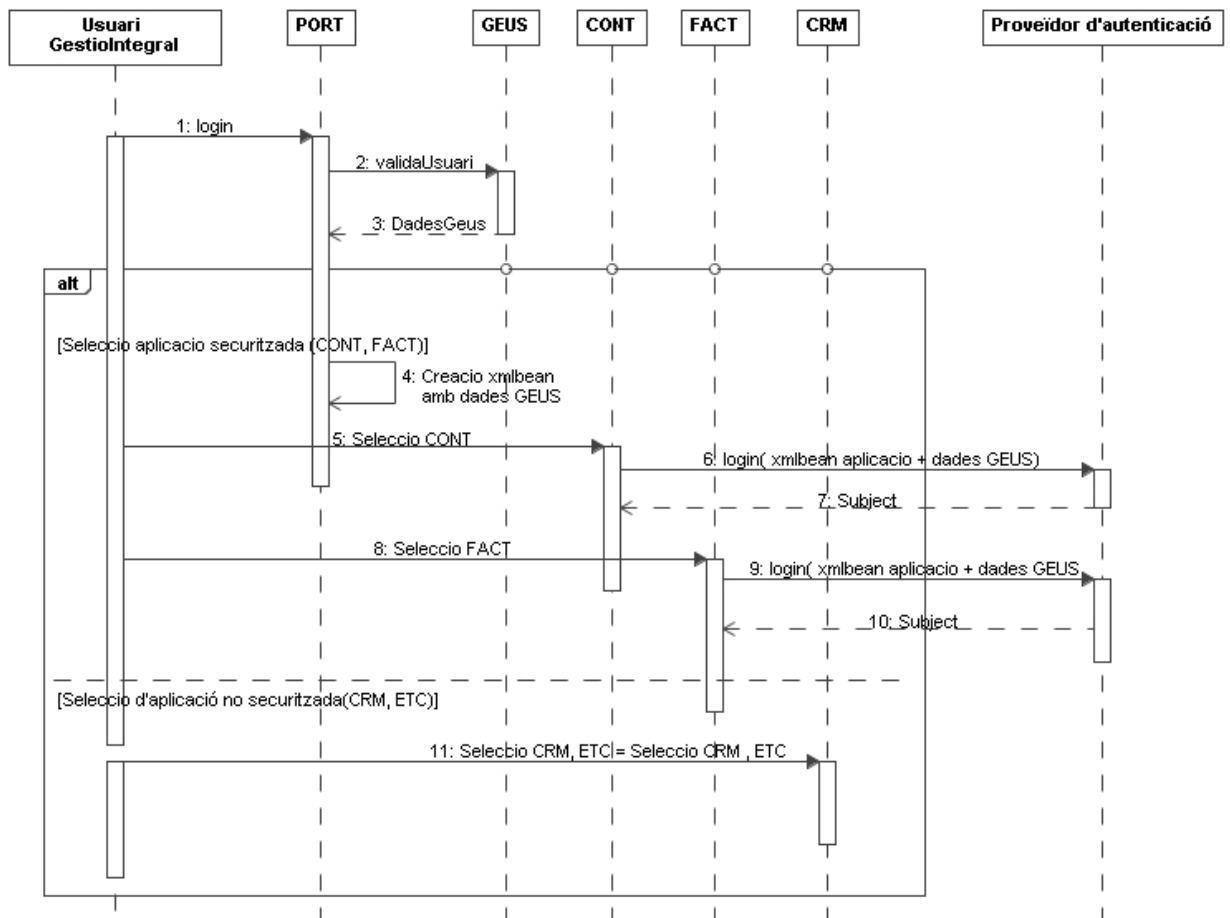 Usuari
GestioIntegral
PORT
GEUS
CONT
FACT
CRM
Proveïdor d'autenticació
1: login
2: validaUsuari
3: DadesGeus
alt
[Seleccio aplicacio securitzada (CONT, FACT)]
4: Creacio xmlbean
amb dades GEUS
5: Seleccio CONT
6: login( xmlbean aplicacio + dades GEUS)
7: Subject
8: Seleccio FACT
9: login( xmlbean aplicacio + dades GEUS
10: Subject
[Seleccio d'aplicació no securitzada(CRM, ETC)]
11: Seleccio CRM, ETC = Seleccio CRM , ETC